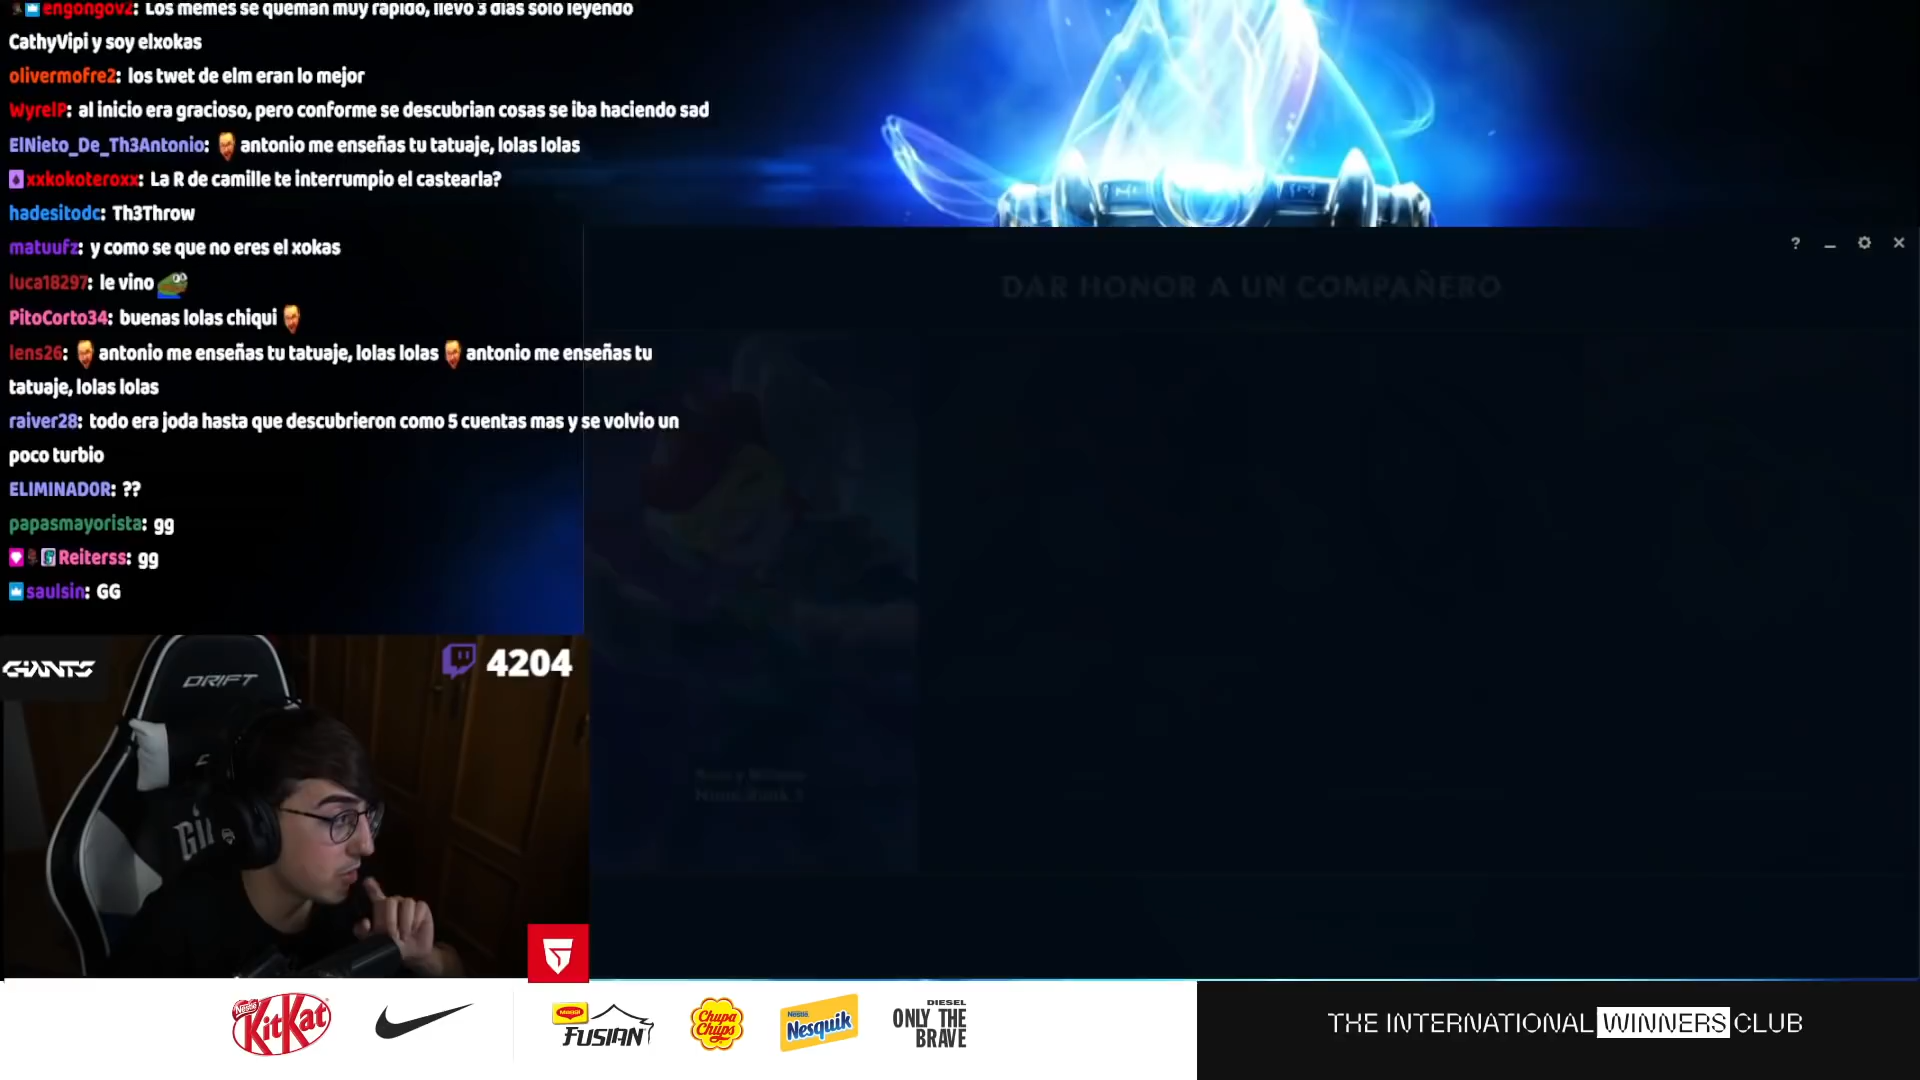 engongov2: Los memes se queman muy rapido, llevo 3 dias solo leyendo
CathyVipi y soy elxokas
olivermofre2: los twet de elm eran lo mejor
WyrelP: al inicio era gracioso, pero conforme se descubrian cosas se iba haciendo sad
ElNieto_De_Th3Antonio: antonio me enseñas tu tatuaje, lolas lolas
xxkokoteroxx: La R de camille te interrumpio el castearla?
hadesitodc: Th3Throw
matuufz: y como se que no eres el xokas
luca18297: le vino
PitoCorto34: buenas lolas chiqui
lens26: antonio me enseñas tu tatuaje, lolas lolas antonio me enseñas tu
tatuaje, lolas lolas
raiver28: todo era joda hasta que descubrieron como 5 cuentas mas y se volvio un
poco turbio
ELIMINAD0R: ??
papasmayorista: gg
Reiterss: gg
saulsin: GG
?
DAR HONOR A UN COMPAÑERO
GIANTS
4204
DRIFT
Nestlé
KitKat
MAGGI
FUSIAN
Chupa
Chups
Nestlé
Nesquik
DIESEL
ONLY THE
BRAVE
THE INTERNATIONAL WINNERS CLUB